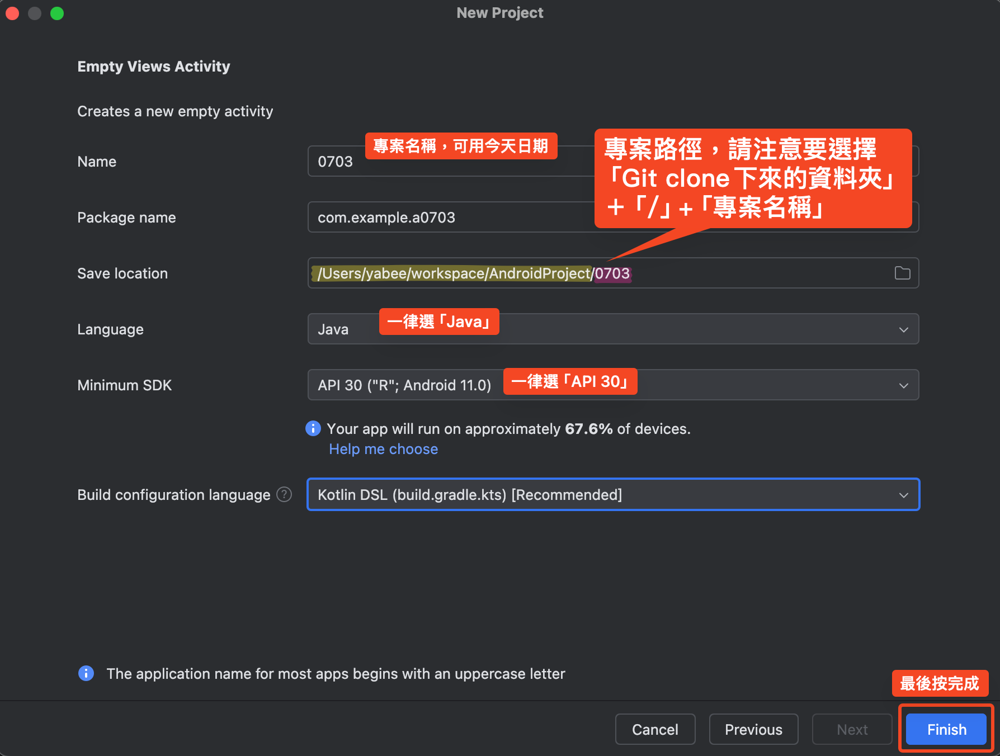 New Project
Empty Views Activity
Creates a new empty activity
Name
0703
專案名稱，可用今天日期
專案路徑，請注意要選擇
「Git clone 下來的資料夾」
＋「/」+「專案名稱」
Package name
com.example.a0703
Save location
/Users/yabee/workspace/AndroidProject/0703
Language
Java
一律選「Java」
Minimum SDK
API 30 ("R"; Android 11.0)
一律選「API 30」
Your app will run on approximately 67.6% of devices.
Help me choose
Build configuration language
?
Kotlin DSL (build.gradle.kts) [Recommended]
The application name for most apps begins with an uppercase letter
最後按完成
Cancel
Previous
Next
Finish